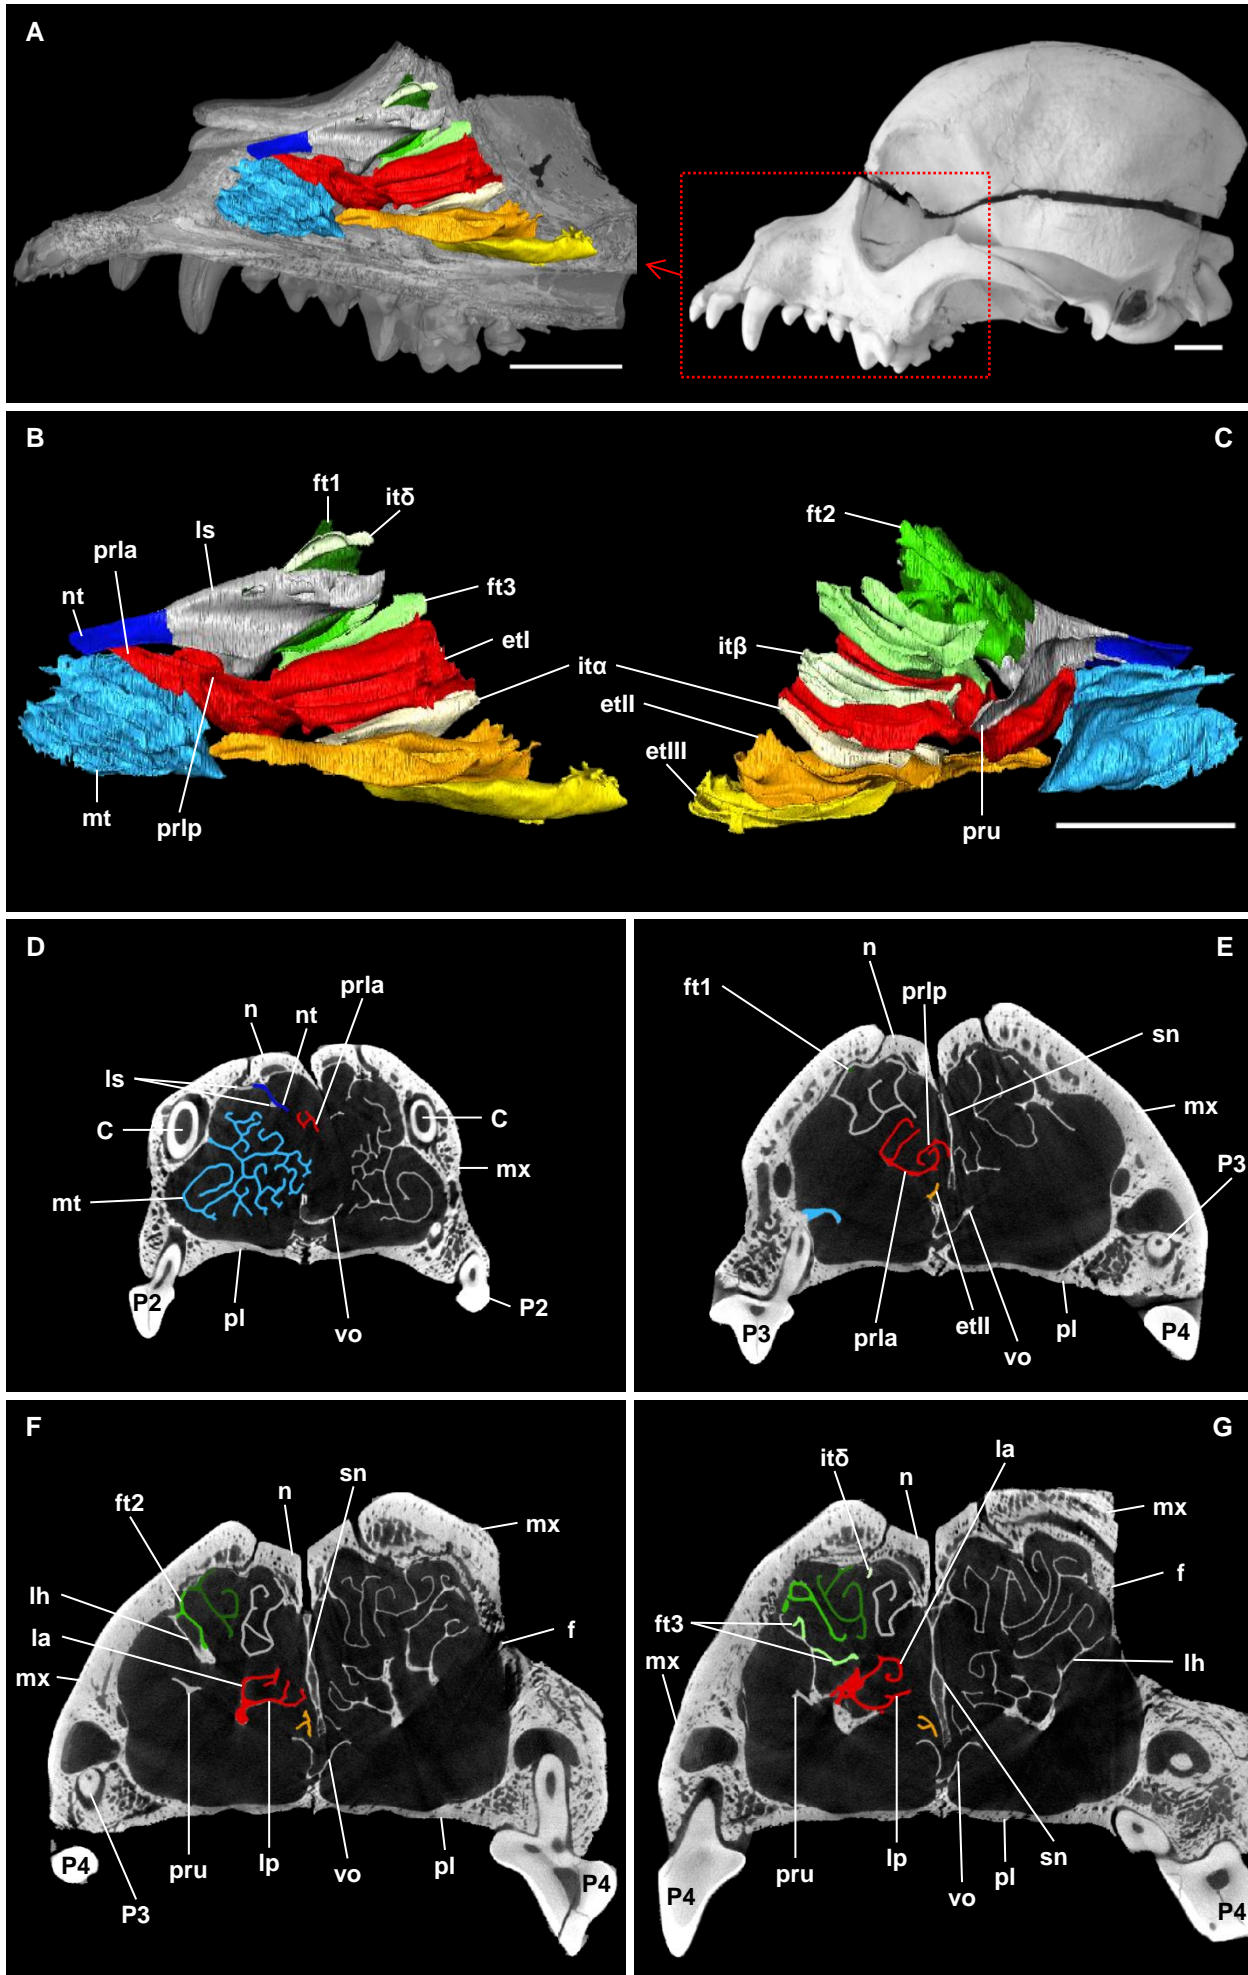 A
B
C
ft1
itδ
ft2
ls
prla
ft3
nt
etI
itβ
itα
etII
etIII
mt
prlp
pru
D
E
n
prla
nt
ft1
prlp
sn
ls
C
C
mx
mx
mt
P3
P2
P2
pl
vo
P3
prla
etII
vo
pl
P4
F
G
sn
la
itδ
n
ft2
n
mx
mx
lh
f
f
la
ft3
mx
mx
lh
P4
pru
lp
vo
pl
P4
P3
P4
pru
lp
vo
pl
sn
P4